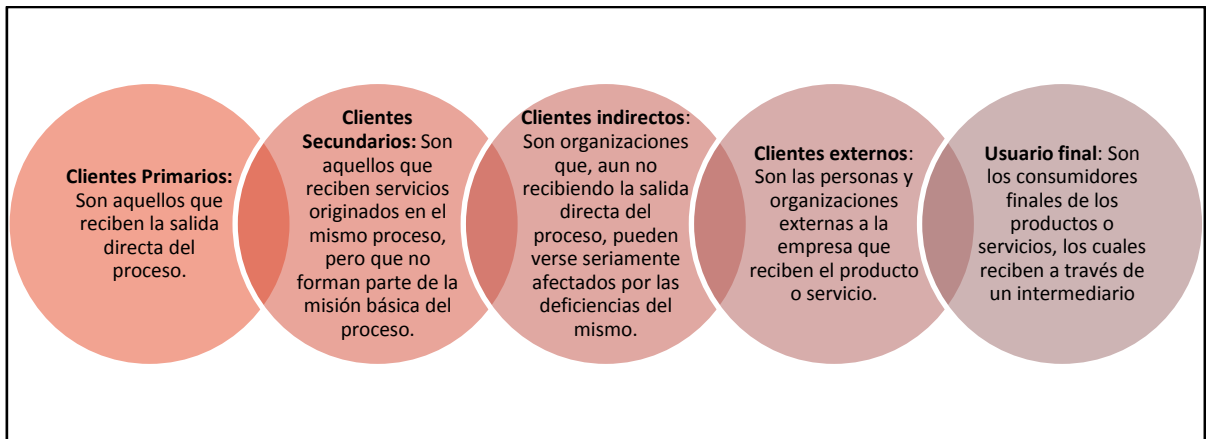 Clientes Primarios:
Son aquellos que
reciben la salida
directa del
proceso.
Clientes
Secundarios: Son
aquellos que
reciben servicios
originados en el
mismo proceso,
pero que no
forman parte de la
misión básica del
proceso.
Clientes indirectos:
Son organizaciones
que, aun no
recibiendo la salida
directa del
proceso, pueden
verse seriamente
afectados por las
deficiencias del
mismo.
Clientes externos:
Son las personas y
organizaciones
externas a la
empresa que
reciben el producto
o servicio.
Usuario final: Son
los consumidores
finales de los
productos o
servicios, los cuales
reciben a través de
un intermediario